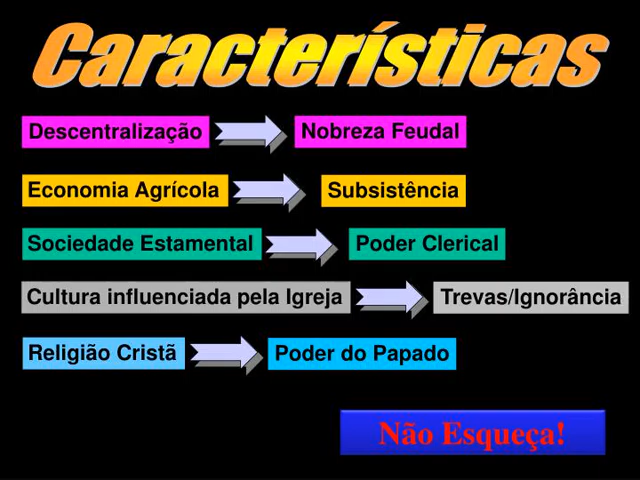 Características
Descentralização Nobreza Feudal
Economia Agrícola Subsistência
Sociedade Estamental Poder Clerical
Cultura influenciada pela Igreja Trevas/Ignorância
Religião Cristã Poder do Papado
Não Esqueça!